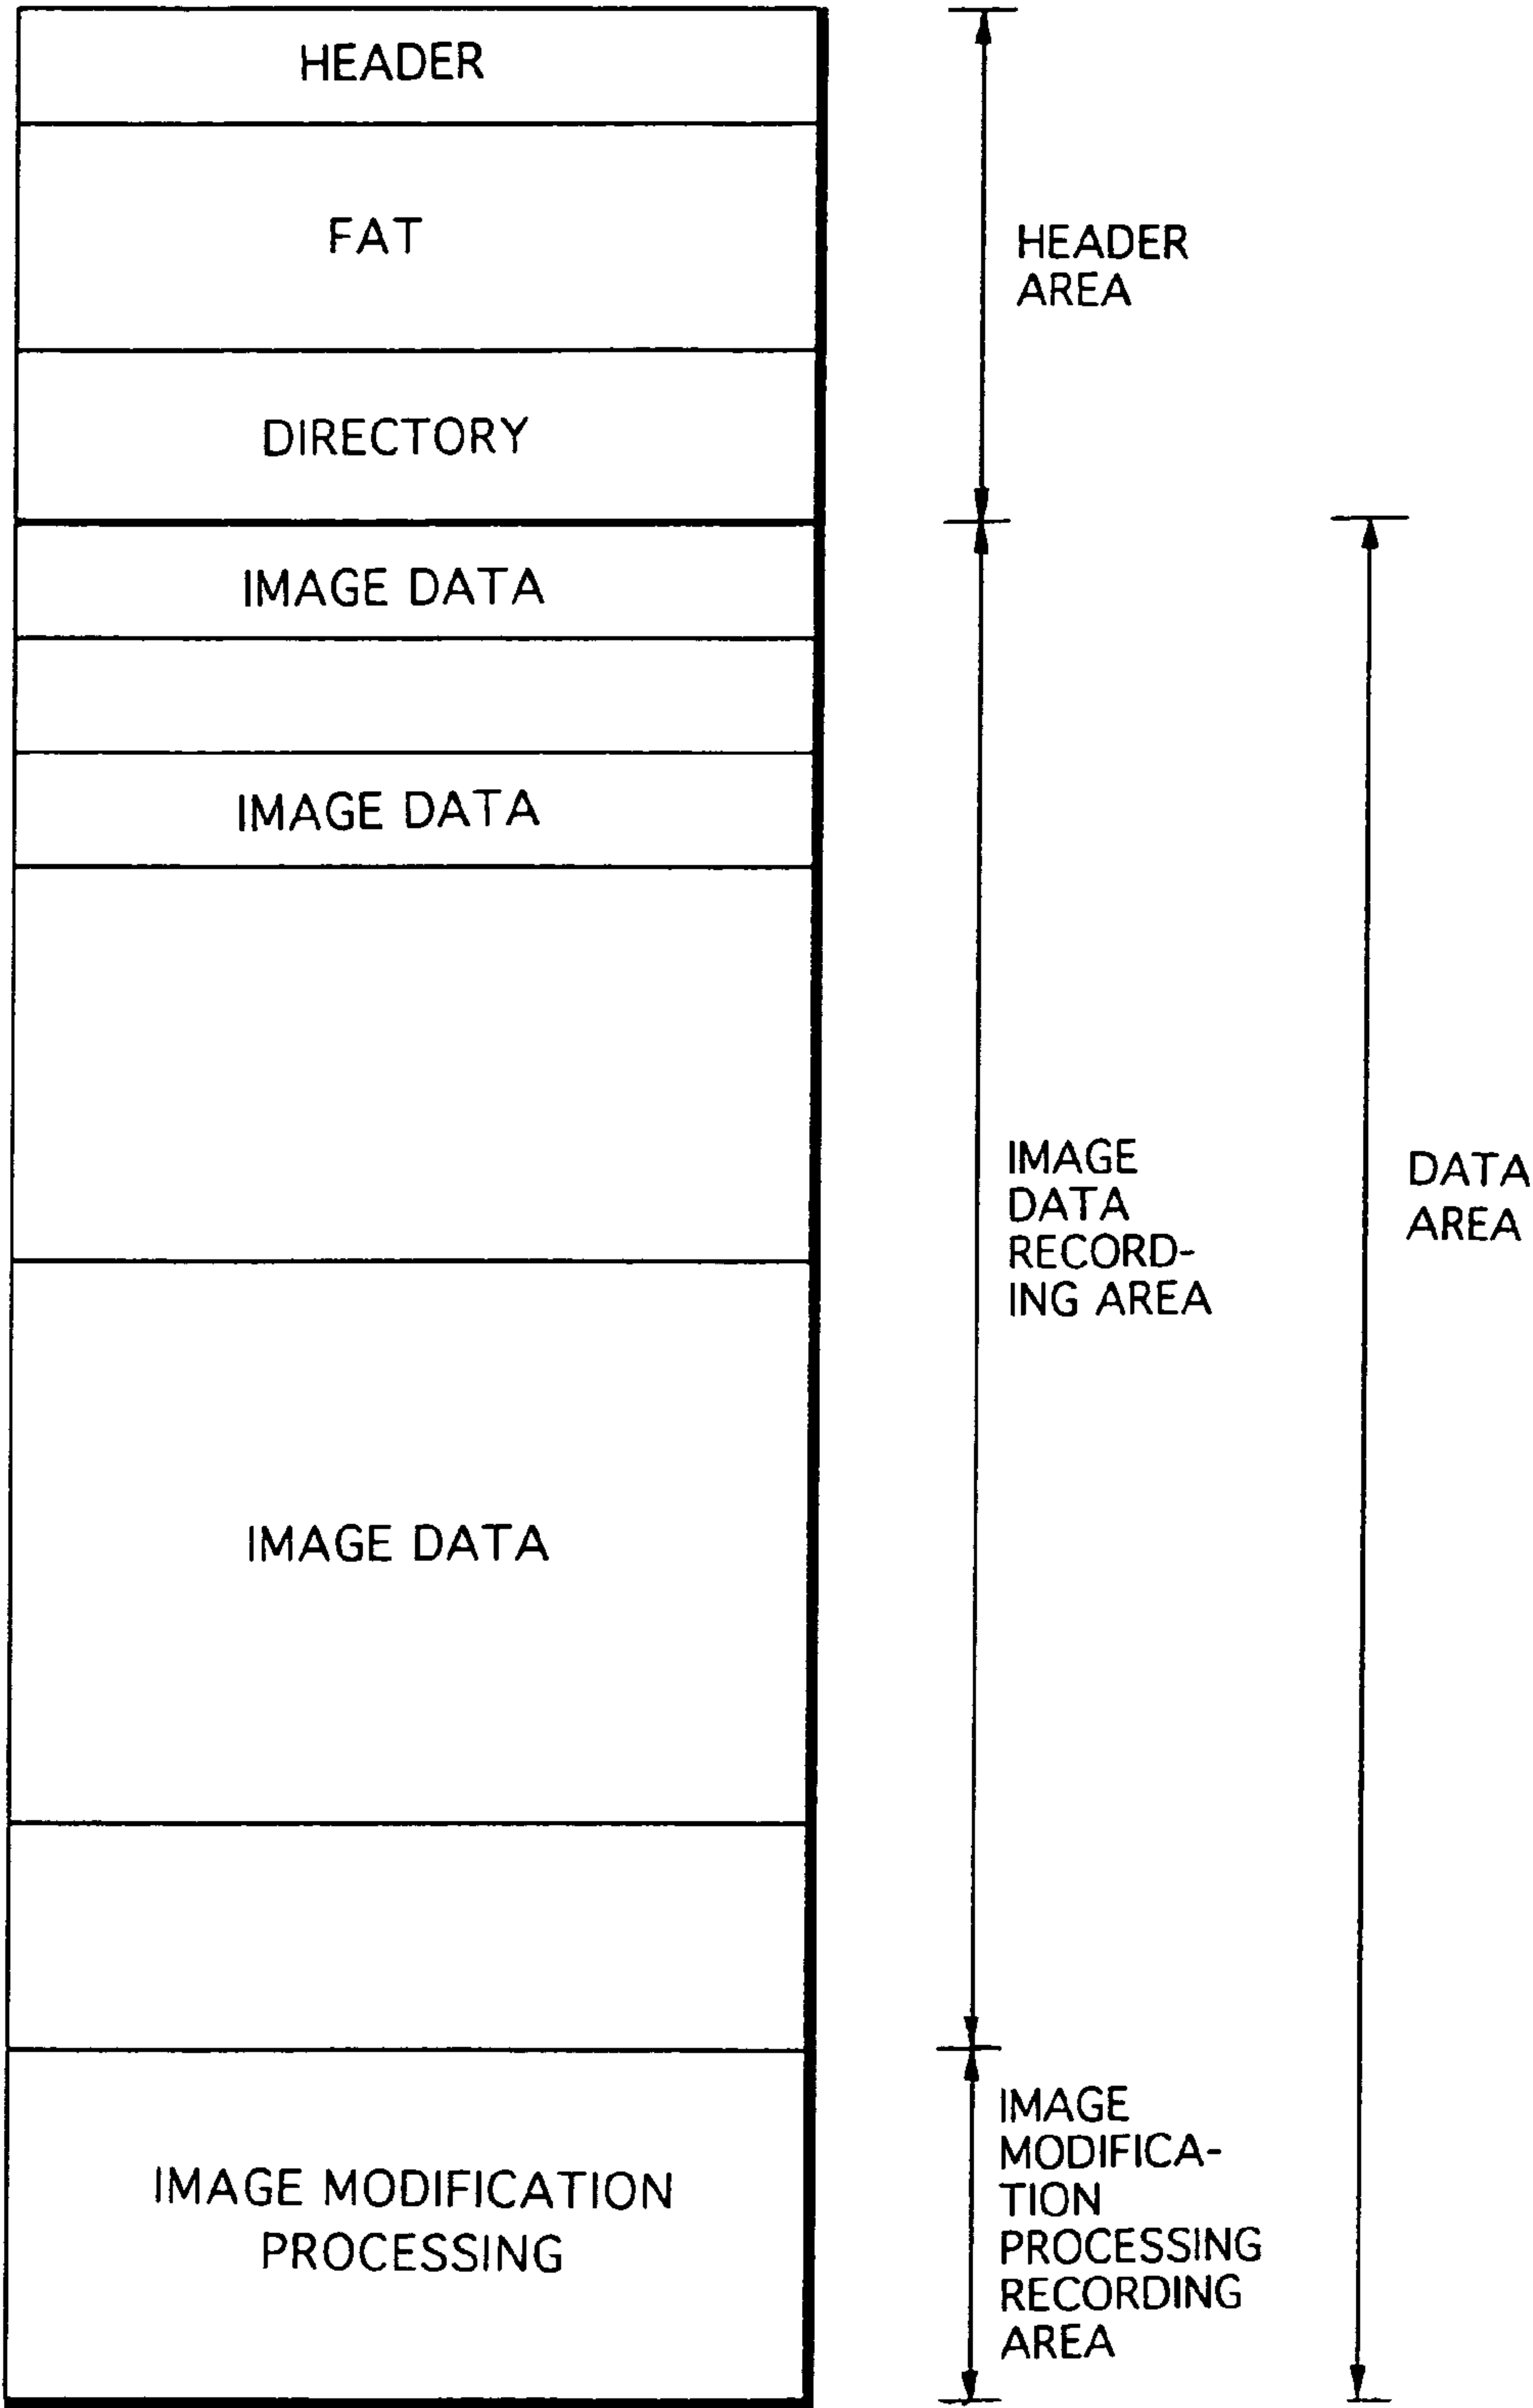 HEADER
FAT
HEADER
AREA
DIRECTORY
IMAGE DATA
IMAGE DATA
IMAGE
DATA
RECORD-
ING AREA
DATA
AREA
IMAGE DATA
IMAGE MODIFICATION
PROCESSING
IMAGE
MODIFICA-
TION
PROCESSING
RECORDING
AREA